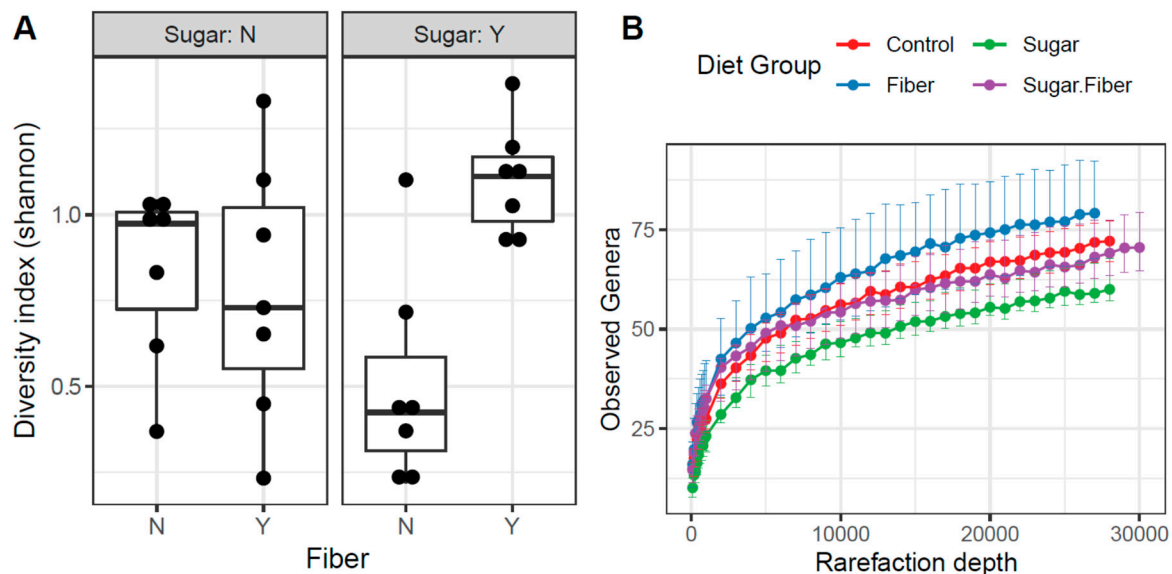 A
Sugar: N
Sugar: Y
Diversity index (shannon)
1.0
0.5
N
Y
N
Y
Fiber
B
Diet Group
Control
Sugar
Fiber
Sugar.Fiber
Observed Genera
75
50
25
0
10000
20000
30000
Rarefaction depth